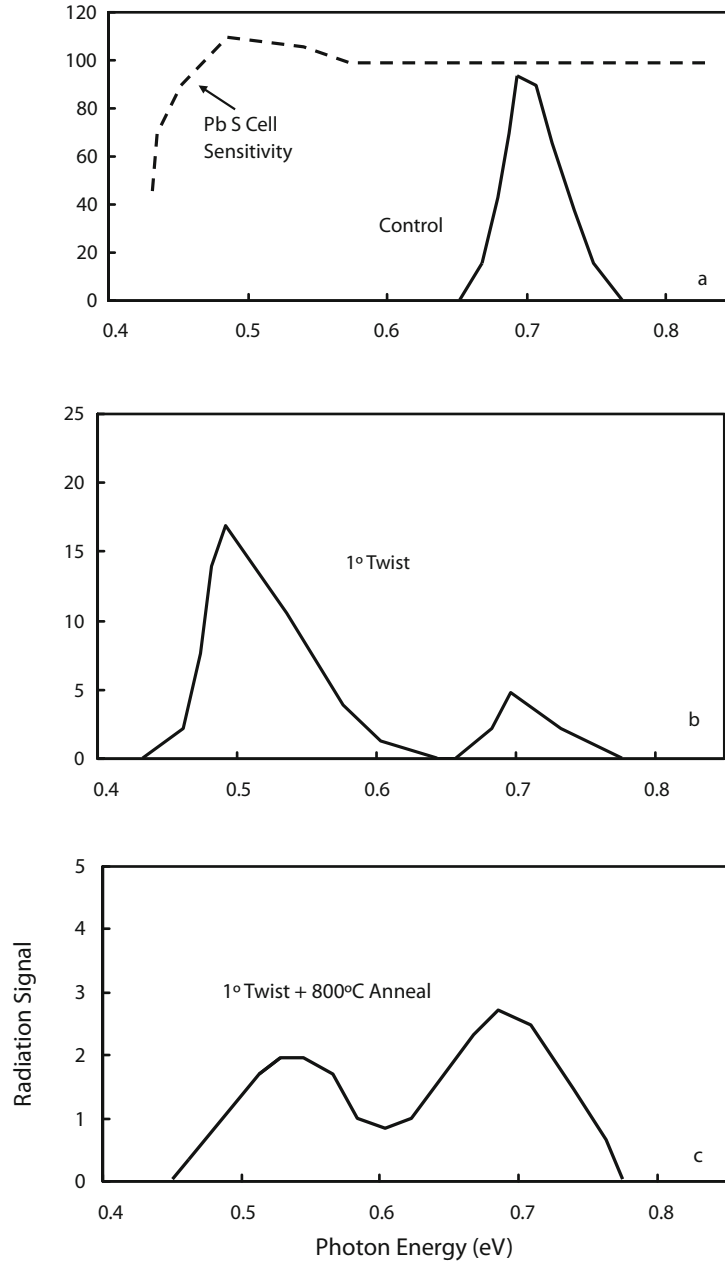 120
100
80
60
40
20
0
Pb S Cell
Sensitivity
Control
a
0.4 0.5 0.6 0.7 0.8
25
20
15
10
5
0
1º Twist
b
0.4 0.5 0.6 0.7 0.8
5
4
3
2
1
0
1º Twist + 800ºC Anneal
c
Radiation Signal
0.4 0.5 0.6 0.7 0.8
Photon Energy (eV)